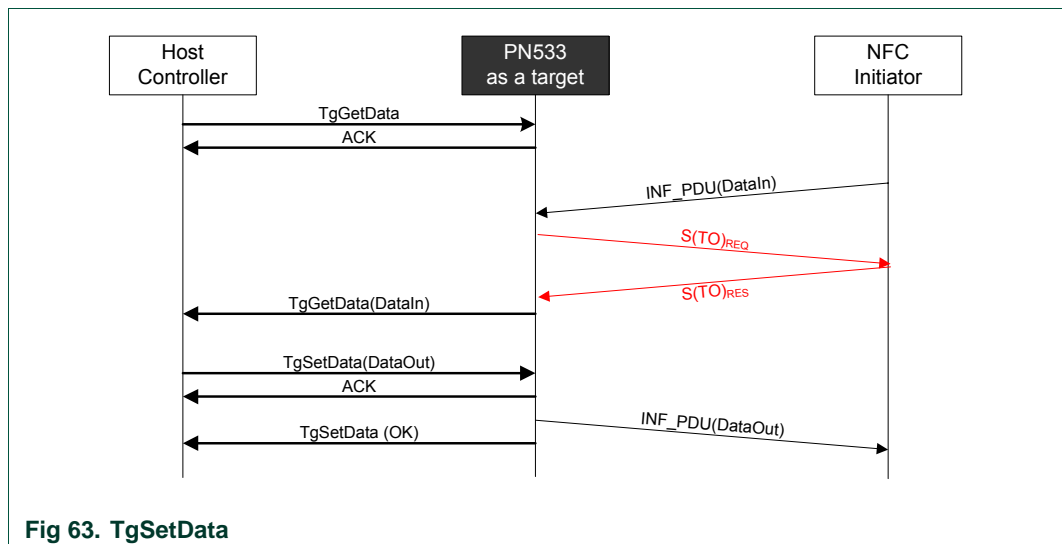 Host
Controller
PN533
as a target
NFC
Initiator
TgGetData
ACK
INF_PDU(DataIn)
S(TO)REQ
S(TO)RES
TgGetData(DataIn)
TgSetData(DataOut)
ACK
INF_PDU(DataOut)
TgSetData (OK)
Fig 63. TgSetData